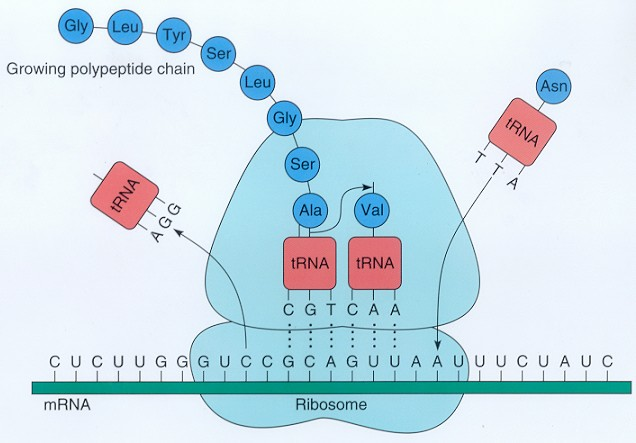 Gly Leu Tyr Ser Leu Gly Ser Ala Val
Growing polypeptide chain
Asn
tRNA
T T A
tRNA
A G G
tRNA tRNA
C G T C A A
C U C U U G G G U C C G C A G U U A A U U U C U A U C
mRNA Ribosome